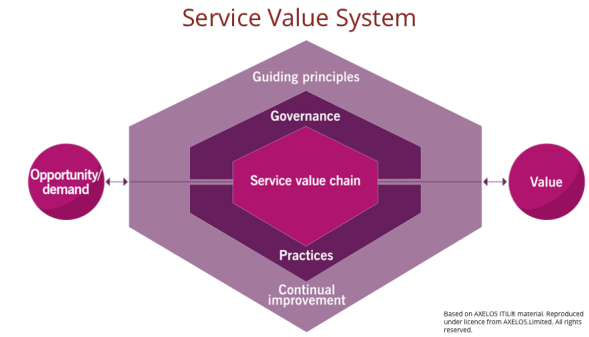 Service Value System
Guiding principles
Governance
Opportunity/
demand
Service value chain
Value
Practices
Continual
improvement
Based on AXELOS ITIL® material. Reproduced
under licence from AXELOS Limited. All rights
reserved.